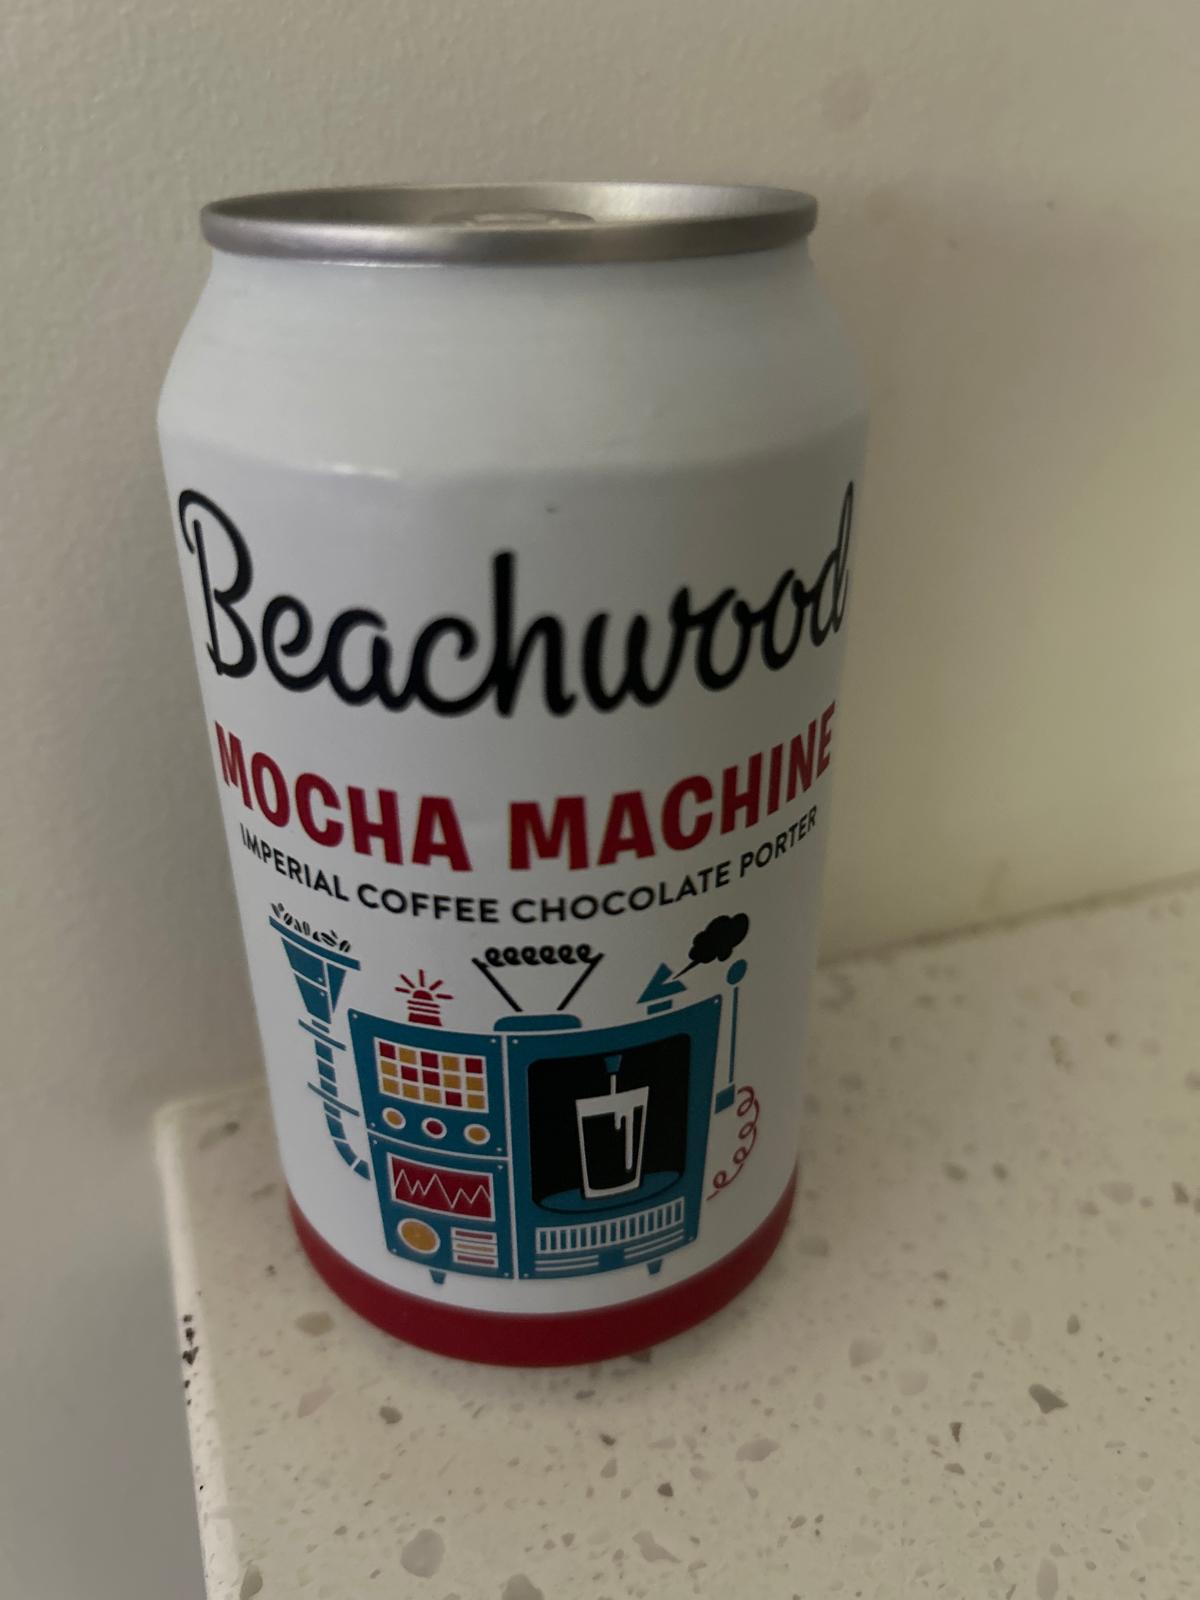 Beachwood
MOCHA MACHINE
IMPERIAL COFFEE CHOCOLATE PORTER